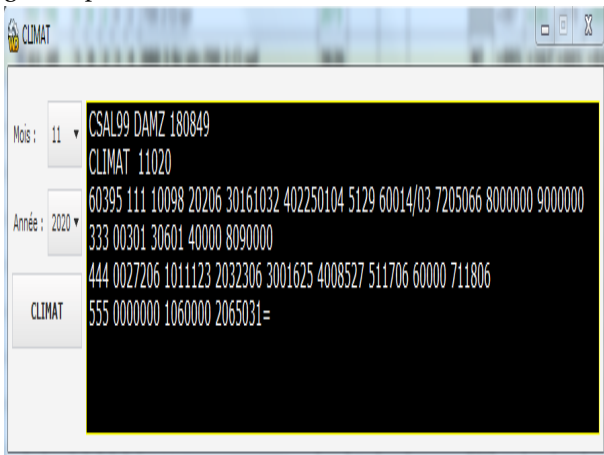 CLIMAT
Mois : 11
CSAL99 DAMZ 180849
CLIMAT 11020
60395 111 10098 20206 30161032 402250104 5129 60014/03 7205066 8000000 9000000
Année : 2020
333 00301 30601 40000 8090000
444 0027206 1011123 2032306 3001625 4008527 511706 60000 711806
CLIMAT
555 0000000 1060000 2065031=